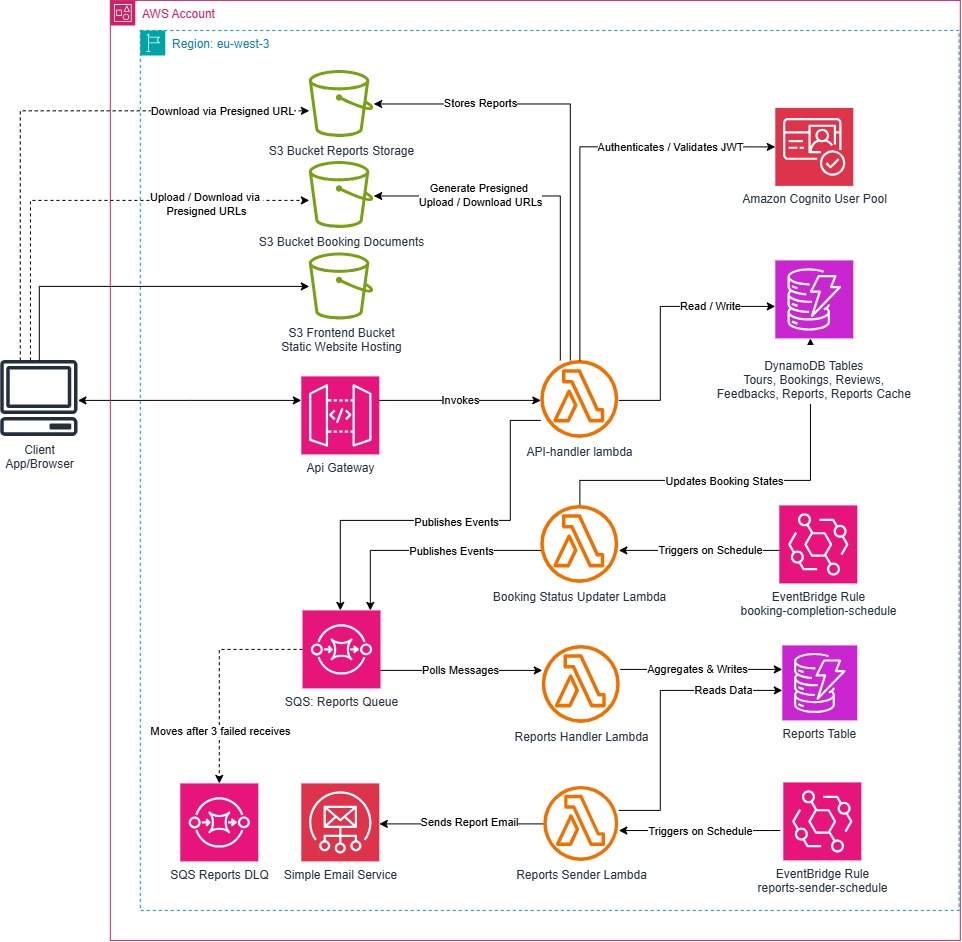 AWS Account
Region: eu-west-3
Download via Presigned URL
Stores Reports
S3 Bucket Reports Storage
Authenticates / Validates JWT
Amazon Cognito User Pool
Upload / Download via
Presigned URLs
Generate Presigned
Upload / Download URLs
S3 Bucket Booking Documents
S3 Frontend Bucket
Static Website Hosting
Read / Write
DynamoDB Tables
Tours, Bookings, Reviews,
Feedbacks, Reports, Reports Cache
Client
App/Browser
Api Gateway
Invokes
API-handler lambda
Updates Booking States
Publishes Events
Publishes Events
Booking Status Updater Lambda
Triggers on Schedule
EventBridge Rule
booking-completion-schedule
SQS: Reports Queue
Polls Messages
Reports Handler Lambda
Aggregates & Writes
Reads Data
Reports Table
Moves after 3 failed receives
SQS Reports DLQ
Simple Email Service
Sends Report Email
Reports Sender Lambda
Triggers on Schedule
EventBridge Rule
reports-sender-schedule